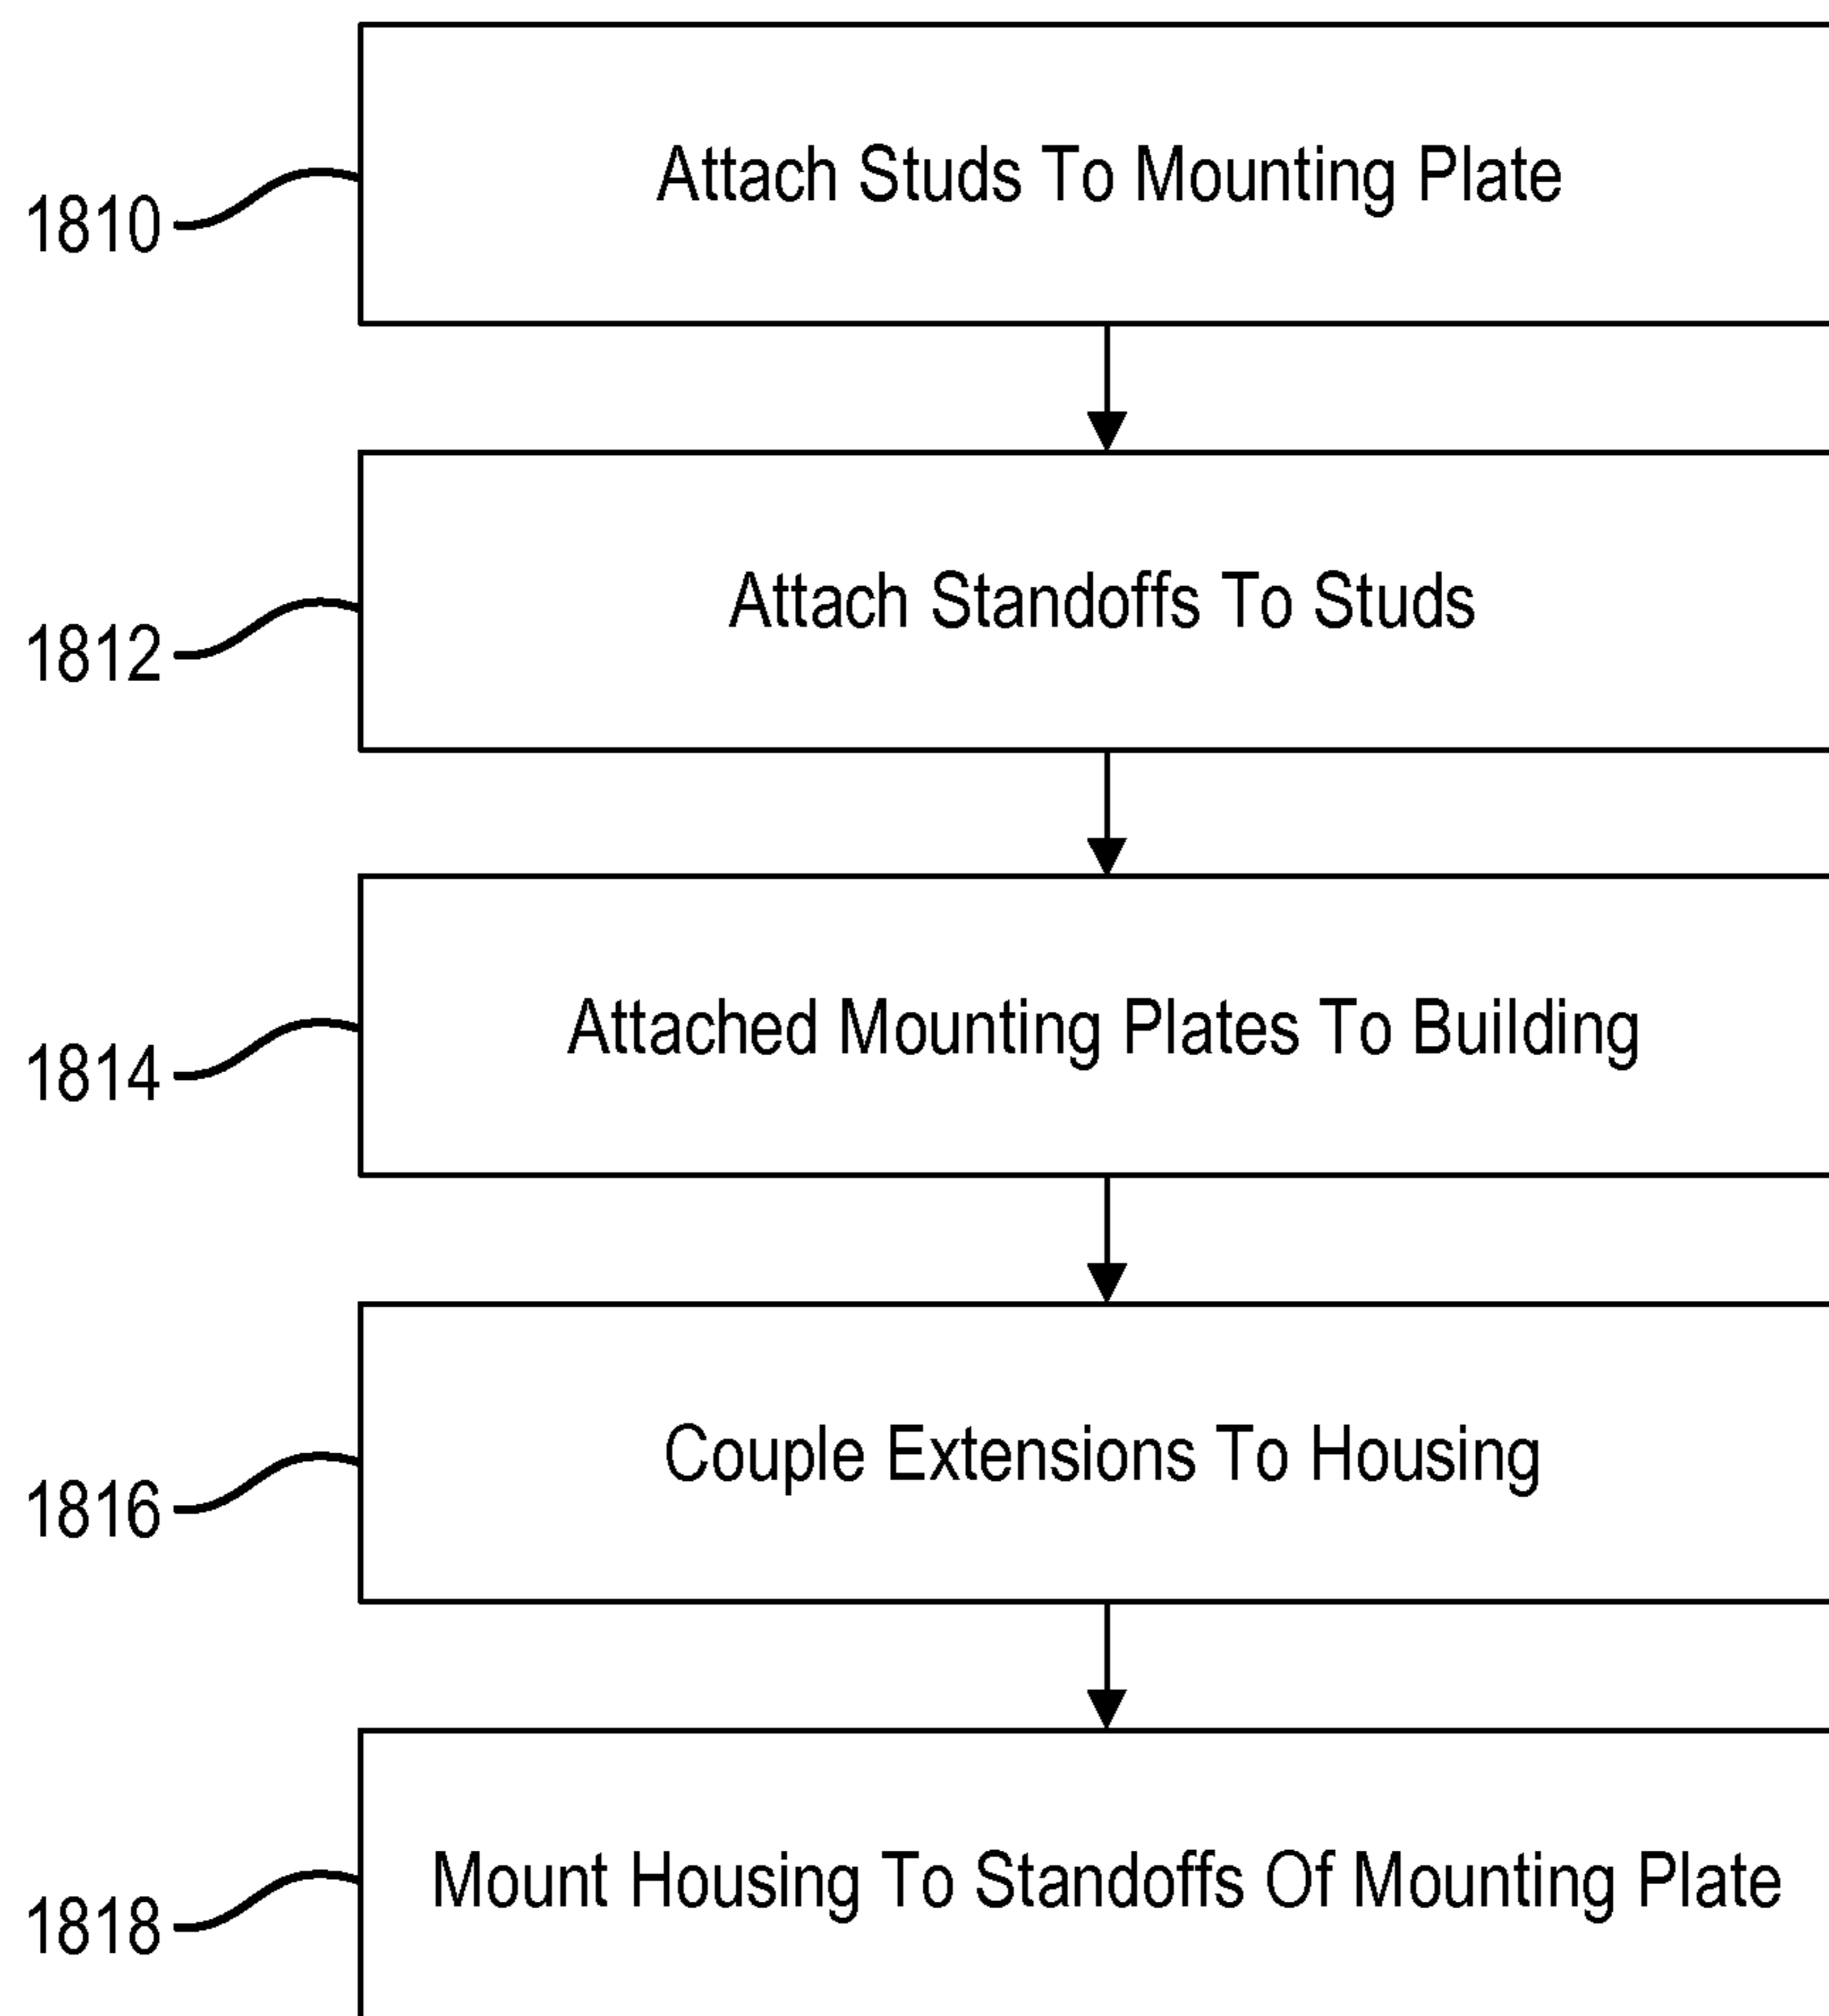 Attach Studs To Mounting Plate
1810
Attach Standoffs To Studs
1812
Attached Mounting Plates To Building
1814
Couple Extensions To Housing
1816
Mount Housing To Standoffs Of Mounting Plate
1818